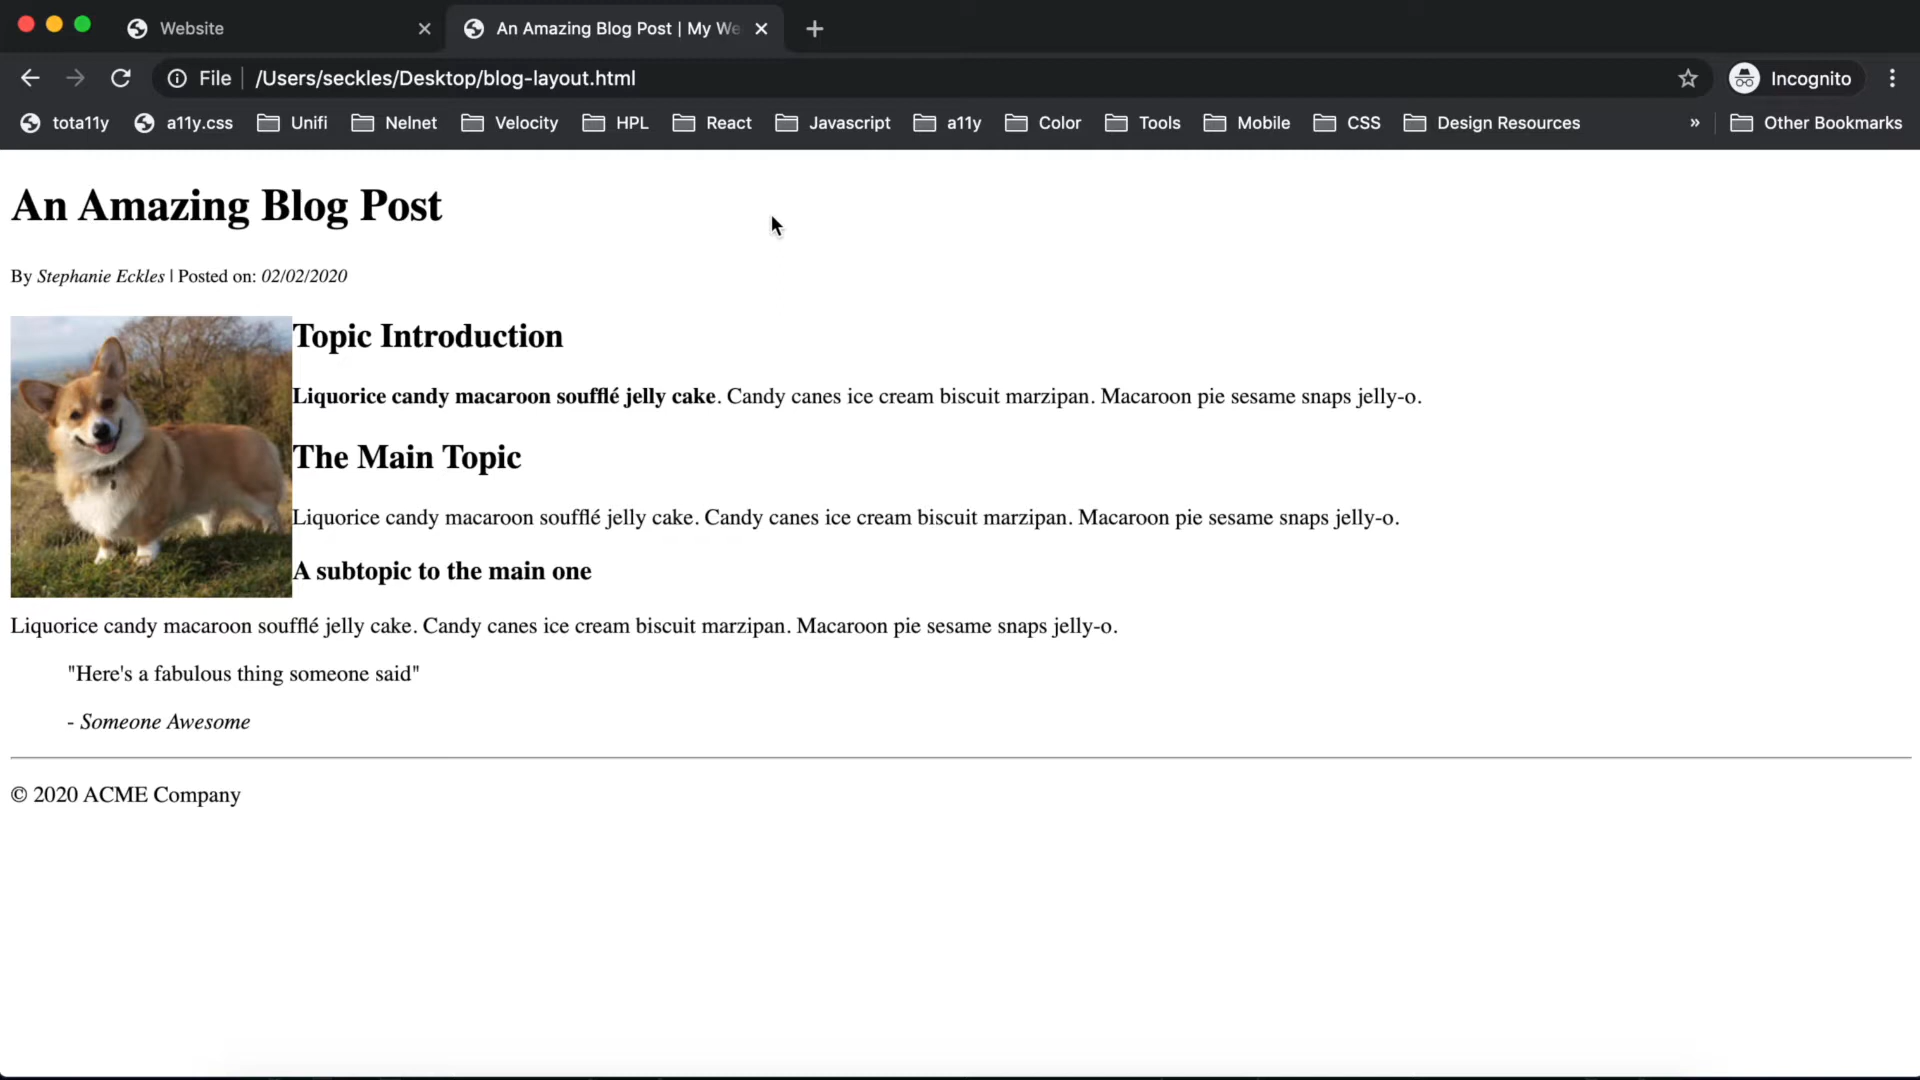 Website
An Amazing Blog Post | My We
File /Users/seckles/Desktop/blog-layout.html Incognito
tota11y a11y.css Unifi Nelnet Velocity HPL React Javascript a11y Color Tools Mobile CSS Design Resources » Other Bookmarks
An Amazing Blog Post
By Stephanie Eckles | Posted on: 02/02/2020
Topic Introduction
Liquorice candy macaroon soufflé jelly cake. Candy canes ice cream biscuit marzipan. Macaroon pie sesame snaps jelly-o.
The Main Topic
Liquorice candy macaroon soufflé jelly cake. Candy canes ice cream biscuit marzipan. Macaroon pie sesame snaps jelly-o.
A subtopic to the main one
Liquorice candy macaroon soufflé jelly cake. Candy canes ice cream biscuit marzipan. Macaroon pie sesame snaps jelly-o.
"Here's a fabulous thing someone said"
- Someone Awesome
© 2020 ACME Company